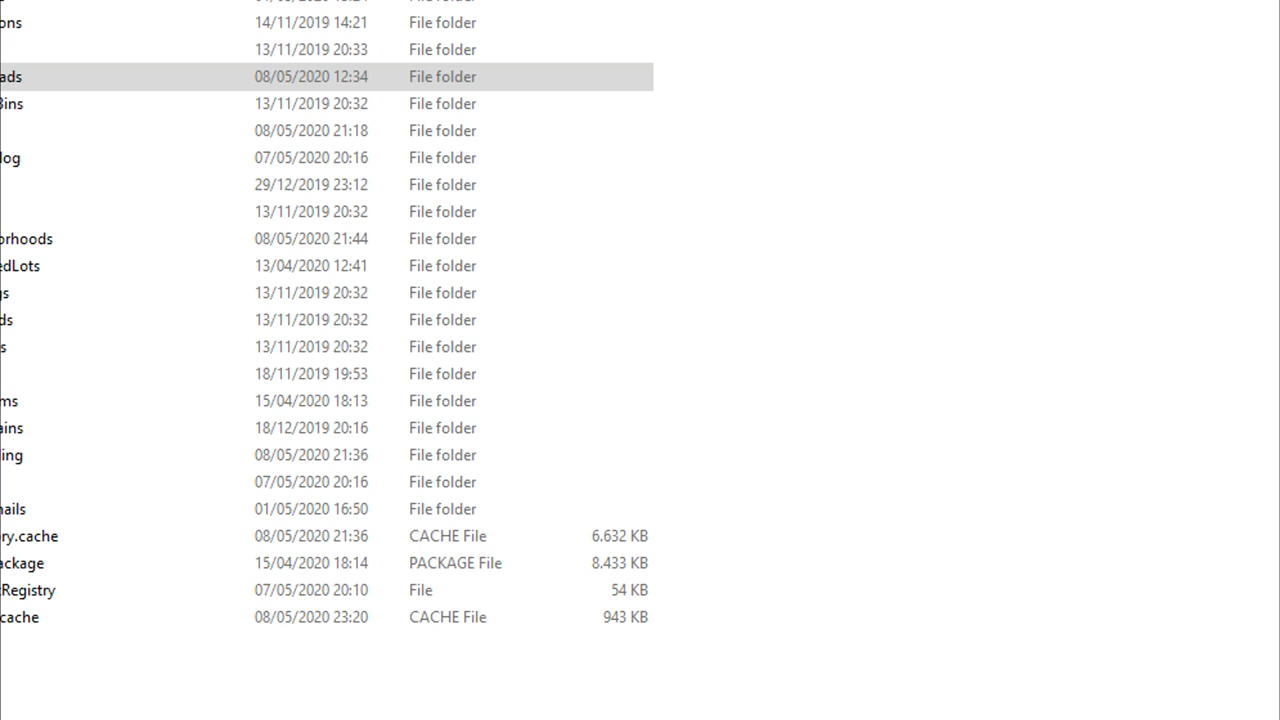 ons 14/11/2019 14:21 File folder
13/11/2019 20:33 File folder
ads 08/05/2020 12:34 File folder
Bins 13/11/2019 20:32 File folder
08/05/2020 21:18 File folder
log 07/05/2020 20:16 File folder
29/12/2019 23:12 File folder
13/11/2019 20:32 File folder
orhoods 08/05/2020 21:44 File folder
edLots 13/04/2020 12:41 File folder
gs 13/11/2019 20:32 File folder
ds 13/11/2019 20:32 File folder
s 13/11/2019 20:32 File folder
18/11/2019 19:53 File folder
ms 15/04/2020 18:13 File folder
ains 18/12/2019 20:16 File folder
ing 08/05/2020 21:36 File folder
07/05/2020 20:16 File folder
nails 01/05/2020 16:50 File folder
ry.cache 08/05/2020 21:36 CACHE File 6.632 KB
ackage 15/04/2020 18:14 PACKAGE File 8.433 KB
Registry 07/05/2020 20:10 File 54 KB
cache 08/05/2020 23:20 CACHE File 943 KB